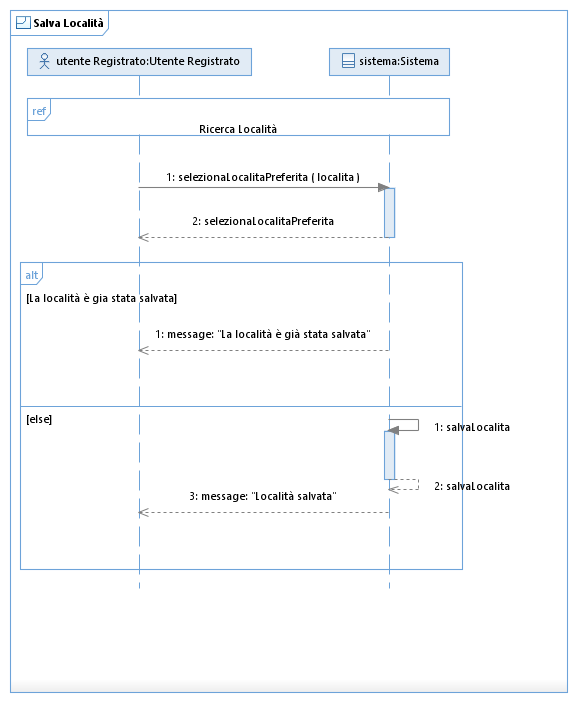 Salva Località
utente Registrato:Utente Registrato
sistema:Sistema
ref
Ricerca Località
1: selezionaLocalitaPreferita ( localita )
2: selezionaLocalitaPreferita
alt
[La località è gia stata salvata]
1: message: "La località è già stata salvata"
[else]
1: salvaLocalita
2: salvaLocalita
3: message: "Località salvata"